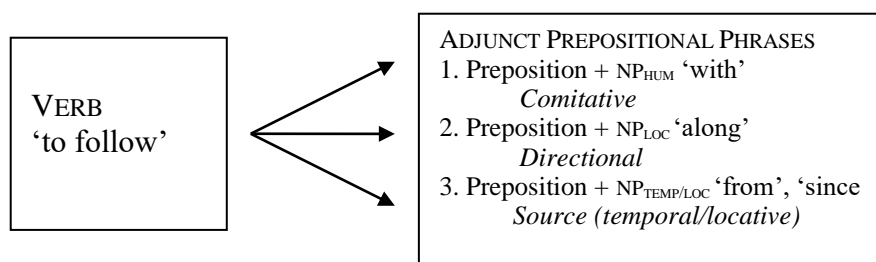 VERB
‘to follow’
ADJUNCT PREPOSITIONAL PHRASES
1. Preposition + NPHUM ‘with’
Comitative
2. Preposition + NPLOC ‘along’
Directional
3. Preposition + NPTEMP/LOC ‘from’, ‘since
Source (temporal/locative)